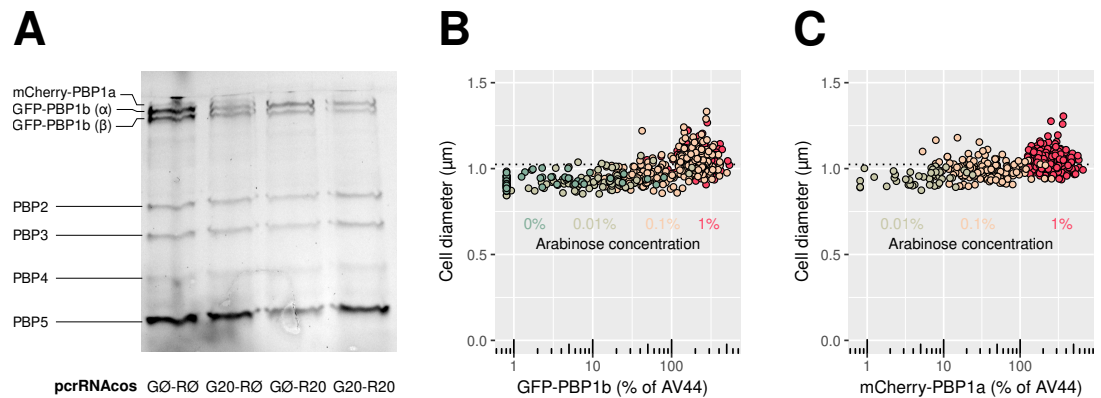 A
mCherry-PBP1a
GFP-PBP1b (α)
GFP-PBP1b (β)
PBP2
PBP3
PBP4
PBP5
pcrRNAcos GØ-RØ G20-RØ GØ-R20 G20-R20
B
Cell diameter (µm)
1.5
1.0
0.5
0.0
0% 0.01% 0.1% 1%
Arabinose concentration
1 10 100
GFP-PBP1b (% of AV44)
C
Cell diameter (µm)
1.5
1.0
0.5
0.0
0.01% 0.1% 1%
Arabinose concentration
1 10 100
mCherry-PBP1a (% of AV44)